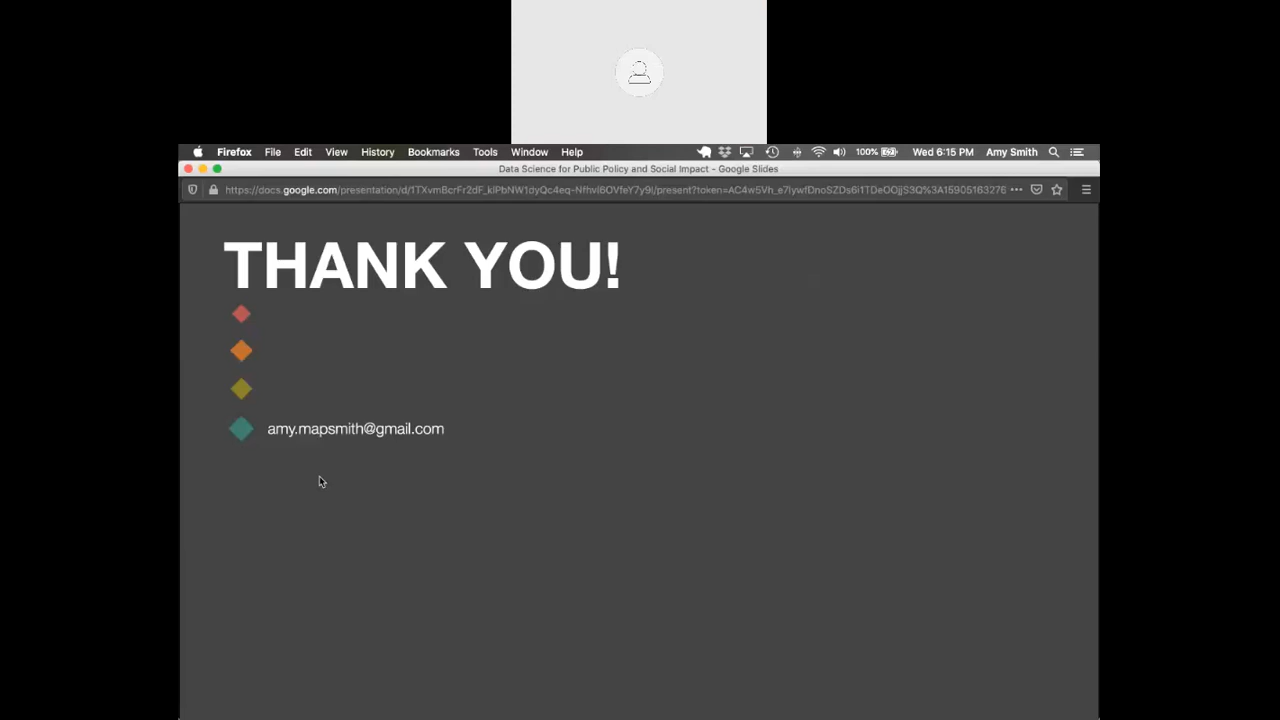 Firefox File Edit View History Bookmarks Tools Window Help 100% Wed 6:15 PM Amy Smith
Data Science for Public Policy and Social Impact - Google Slides
THANK YOU!
amy.mapsmith@gmail.com